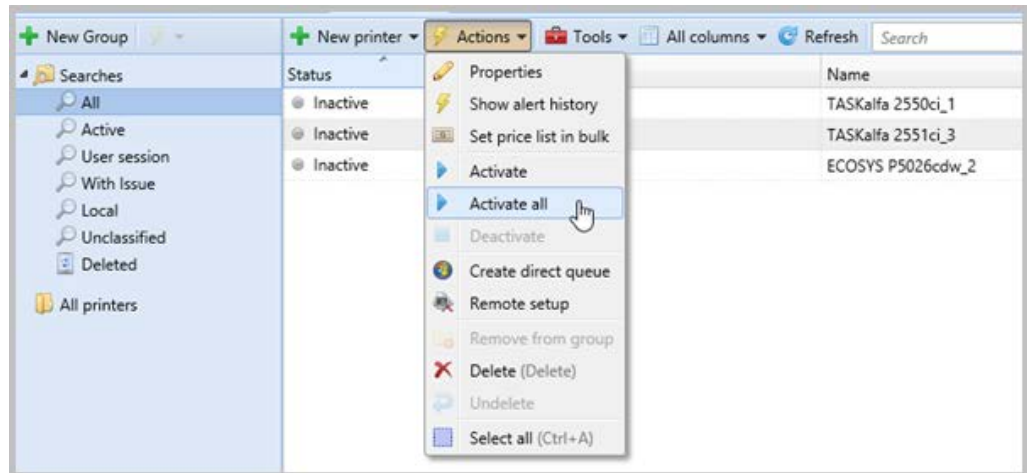 New Group
New printer
Actions
Tools
All columns
Refresh
Search
Searches
All
Active
User session
With Issue
Local
Unclassified
Deleted
All printers
Status
Name
Inactive
TASKalfa 2550ci_1
Inactive
TASKalfa 2551ci_3
Inactive
ECOSYS P5026cdw_2
Properties
Show alert history
Set price list in bulk
Activate
Activate all
Deactivate
Create direct queue
Remote setup
Remove from group
Delete (Delete)
Undelete
Select all (Ctrl+A)